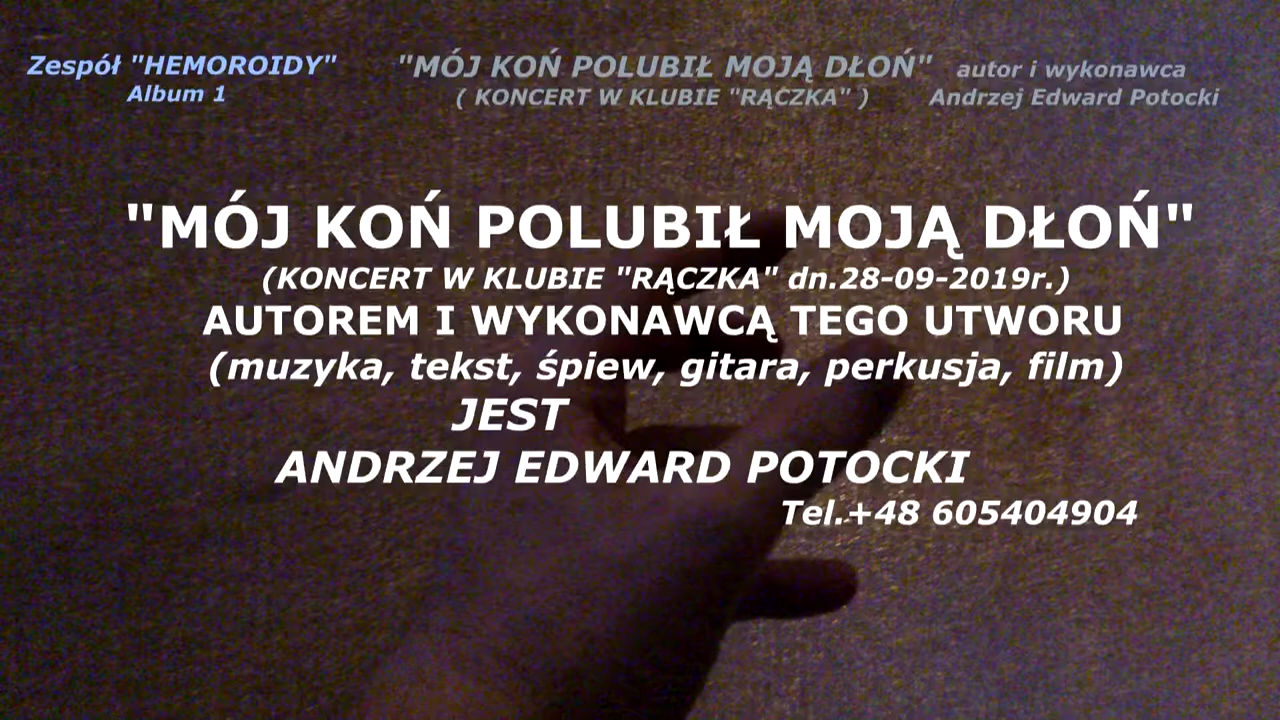 Zespół "HEMOROIDY"
Album 1
"MÓJ KOŃ POLUBIŁ MOJĄ DŁOŃ"
( KONCERT W KLUBIE "RĄCZKA" )
autor i wykonawca
Andrzej Edward Potocki
"MÓJ KOŃ POLUBIŁ MOJĄ DŁOŃ"
(KONCERT W KLUBIE "RĄCZKA" dn.28-09-2019r.)
AUTOREM I WYKONAWCĄ TEGO UTWORU
(muzyka, tekst, śpiew, gitara, perkusja, film)
JEST
ANDRZEJ EDWARD POTOCKI
Tel.+48 605404904